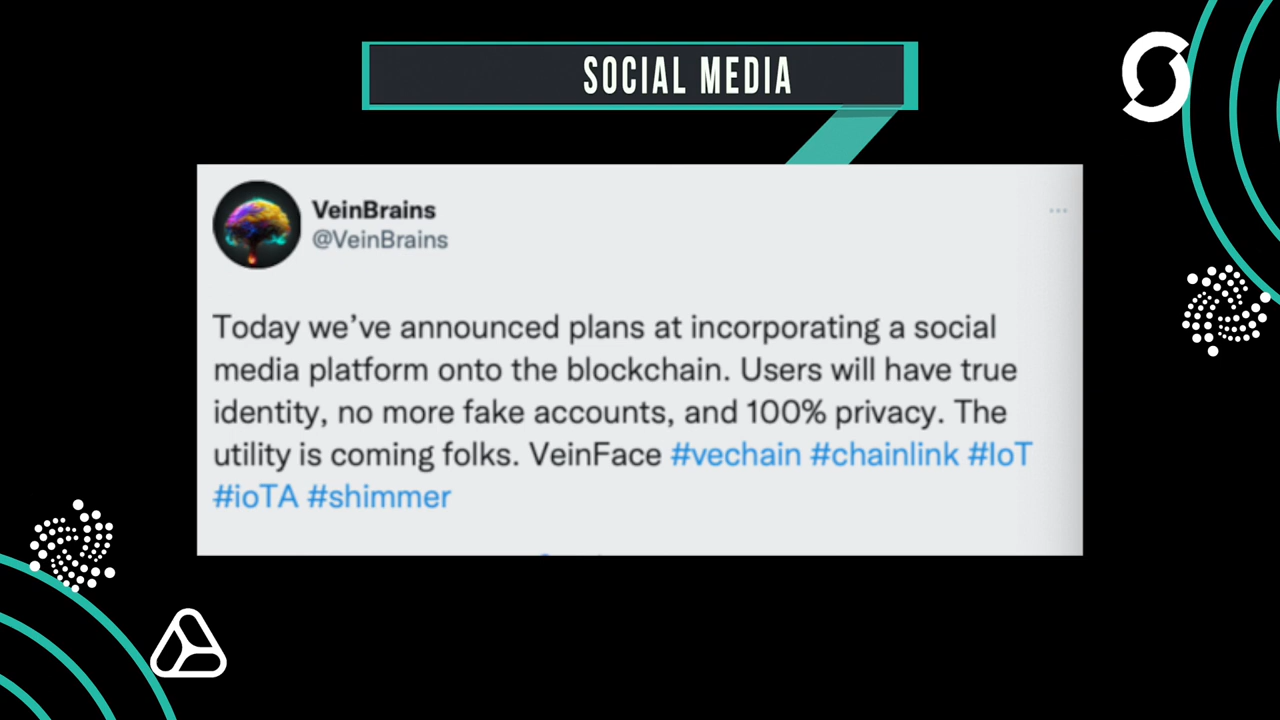 SOCIAL MEDIA
VeinBrains
@VeinBrains
Today we’ve announced plans at incorporating a social
media platform onto the blockchain. Users will have true
identity, no more fake accounts, and 100% privacy. The
utility is coming folks. VeinFace #vechain #chainlink #IoT
#ioTA #shimmer